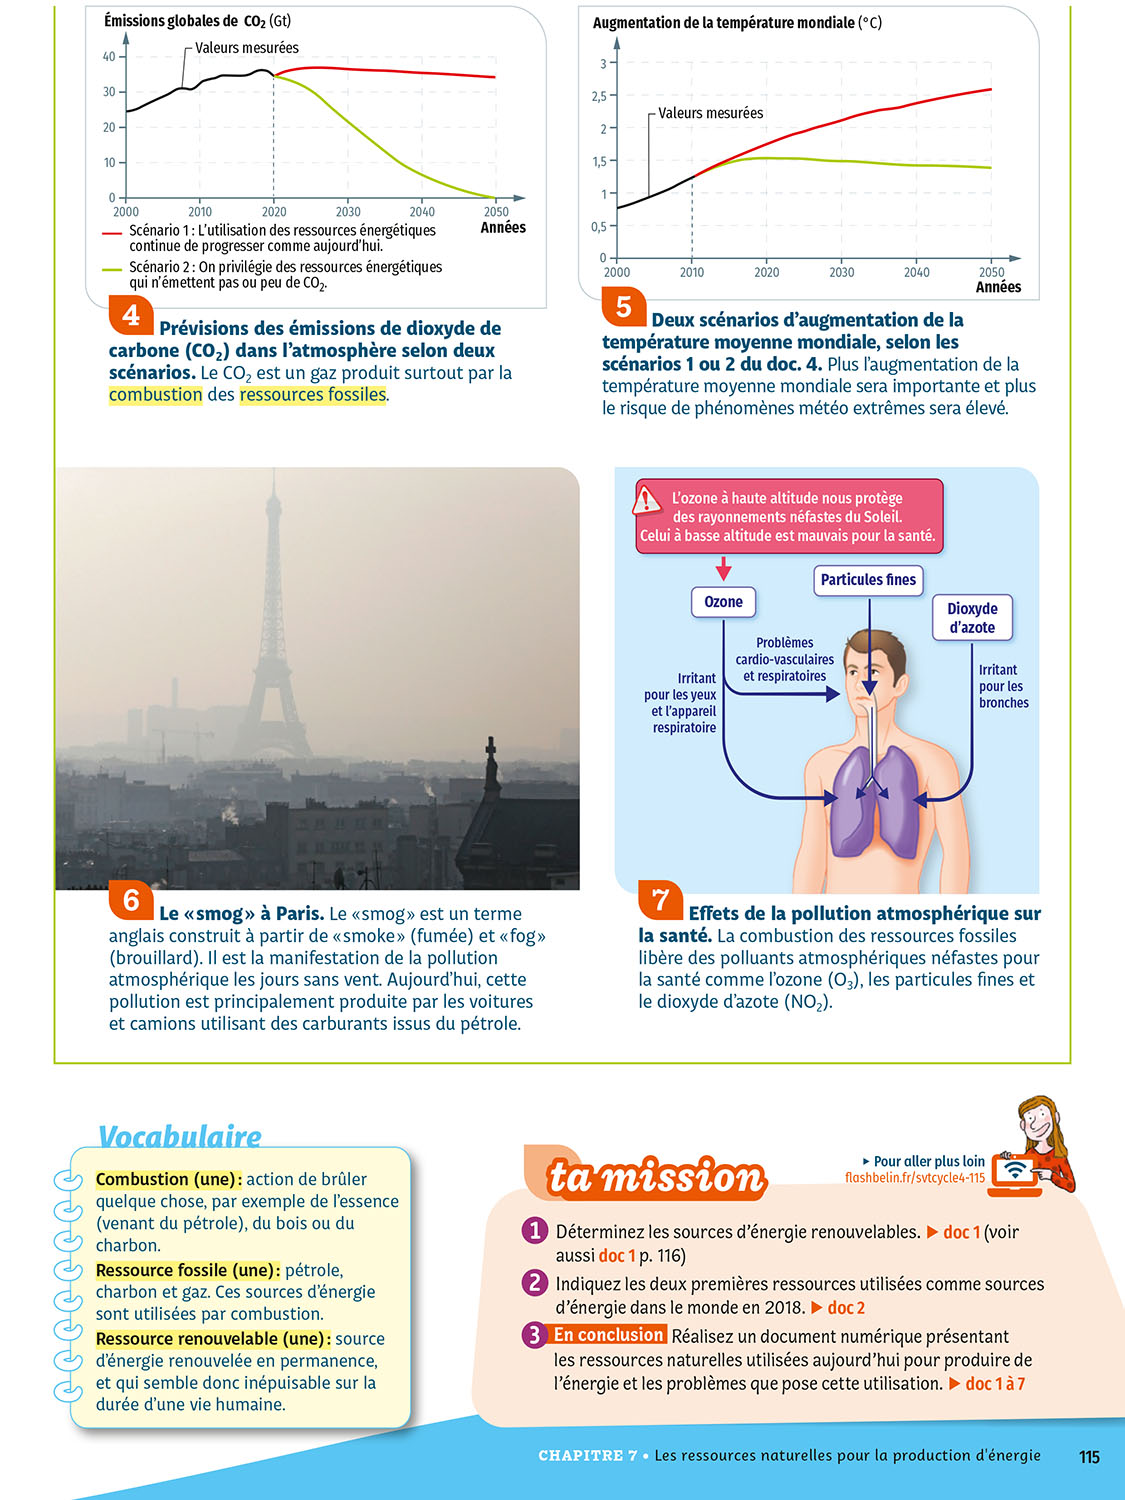 Émissions globales de CO₂ (Gt)
Valeurs mesurées
40
30
20
10
0
2000
2010
2020
2030
2040
2050
Années
Scénario 1 : L'utilisation des ressources énergétiques
continue de progresser comme aujourd'hui.
Scénario 2 : On privilégie des ressources énergétiques
qui n'émettent pas ou peu de CO₂.
4 Prévisions des émissions de dioxyde de
carbone (CO₂) dans l'atmosphère selon deux
scénarios. Le CO₂ est un gaz produit surtout par la
combustion des ressources fossiles.
Augmentation de la température mondiale (°C)
Valeurs mesurées
3
2,5
2
1,5
1
0,5
0
2000
2010
2020
2030
2040
2050
Années
5 Deux scénarios d'augmentation de la
température moyenne mondiale, selon les
scénarios 1 ou 2 du doc. 4. Plus l'augmentation de la
température moyenne mondiale sera importante et plus
le risque de phénomènes météo extrêmes sera élevé.
6 Le «smog» à Paris. Le «smog» est un terme
anglais construit à partir de «smoke» (fumée) et «fog»
(brouillard). Il est la manifestation de la pollution
atmosphérique les jours sans vent. Aujourd'hui, cette
pollution est principalement produite par les voitures
et camions utilisant des carburants issus du pétrole.
L'ozone à haute altitude nous protège
des rayonnements néfastes du Soleil.
Celui à basse altitude est mauvais pour la santé.
Ozone
Particules fines
Dioxyde
d'azote
Problèmes
cardio-vasculaires
et respiratoires
Irritant
pour les yeux
et l'appareil
respiratoire
Irritant
pour les
bronches
7 Effets de la pollution atmosphérique sur
la santé. La combustion des ressources fossiles
libère des polluants atmosphériques néfastes pour
la santé comme l'ozone (O₃), les particules fines et
le dioxyde d'azote (NO₂).
Vocabulaire
Combustion (une) : action de brûler
quelque chose, par exemple de l'essence
(venant du pétrole), du bois ou du
charbon.
Ressource fossile (une) : pétrole,
charbon et gaz. Ces sources d'énergie
sont utilisées par combustion.
Ressource renouvelable (une) : source
d'énergie renouvelée en permanence,
et qui semble donc inépuisable sur la
durée d'une vie humaine.
ta mission
▸ Pour aller plus loin
flashbelin.fr/svtcycle4-115
1 Déterminez les sources d'énergie renouvelables. ▶ doc 1 (voir
aussi doc 1 p. 116)
2 Indiquez les deux premières ressources utilisées comme sources
d'énergie dans le monde en 2018. ▶ doc 2
3 En conclusion Réalisez un document numérique présentant
les ressources naturelles utilisées aujourd'hui pour produire de
l'énergie et les problèmes que pose cette utilisation. ▶ doc 1 à 7
CHAPITRE 7 • Les ressources naturelles pour la production d'énergie 115